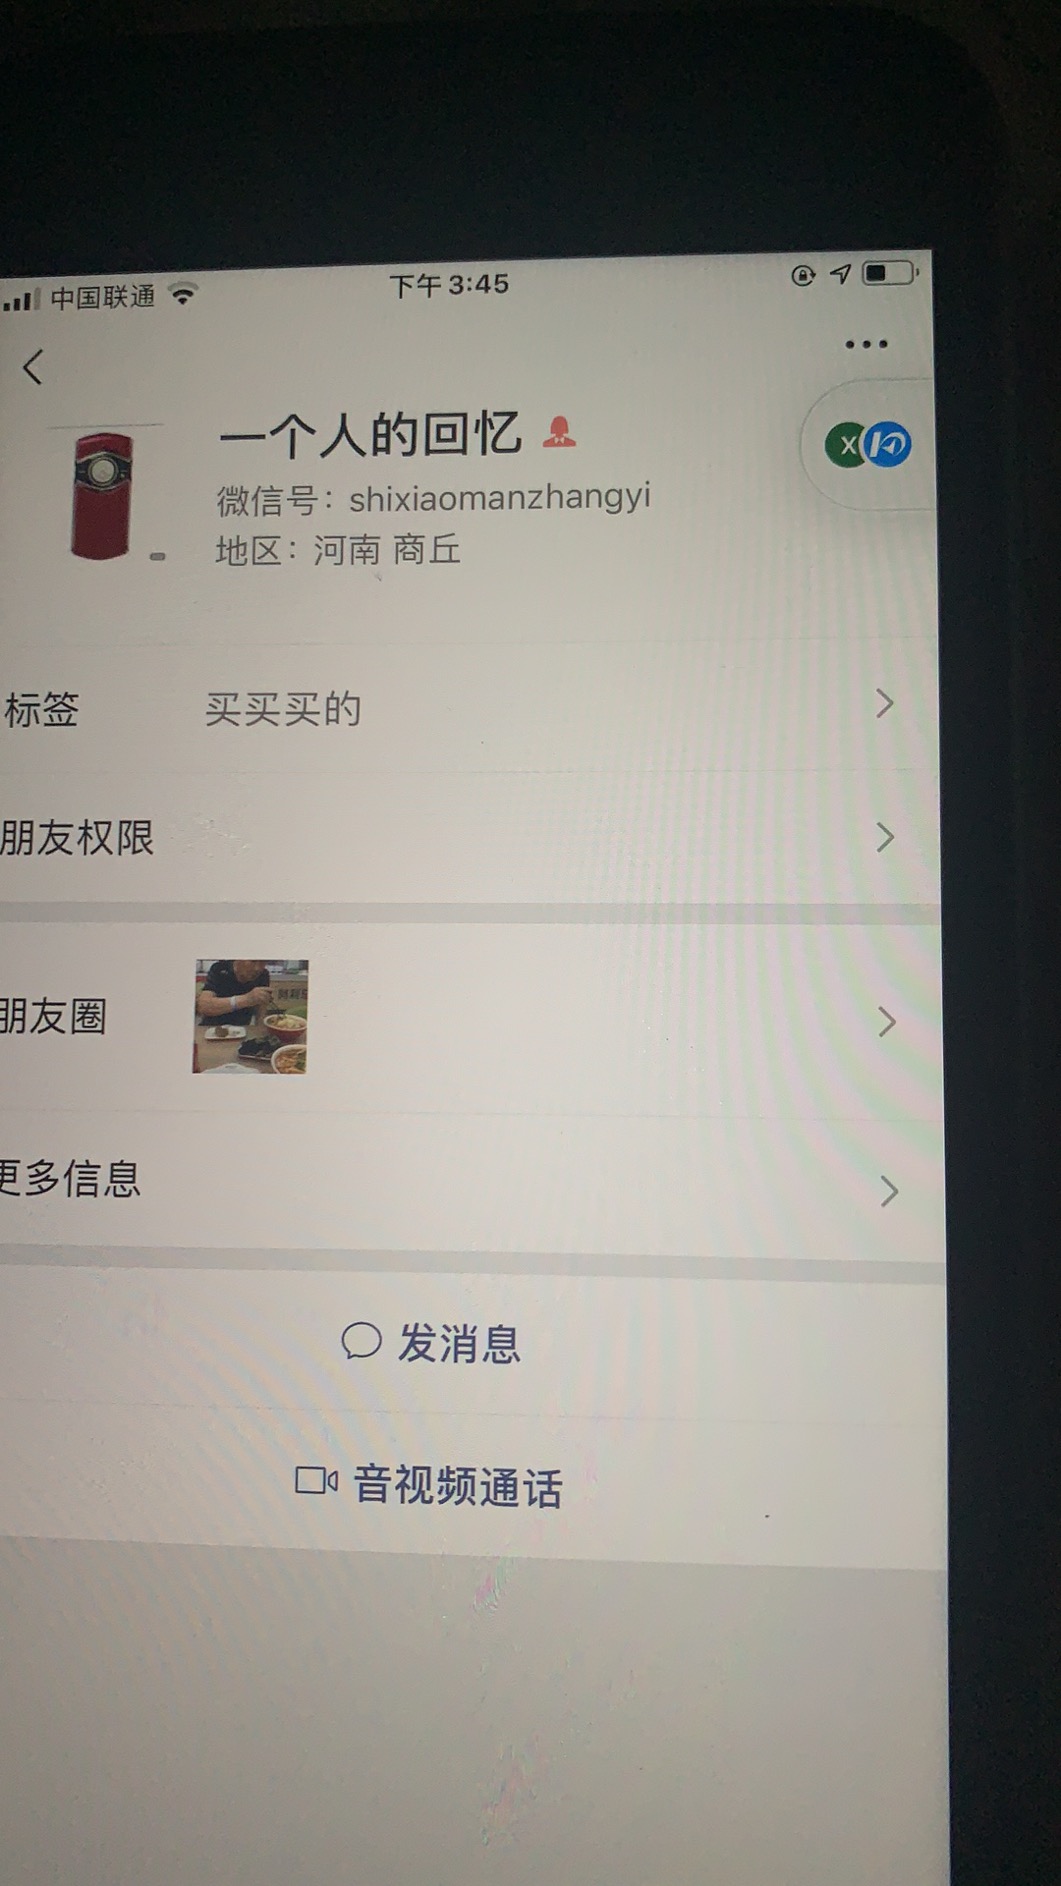 中国联通
下午3:45
一个人的回忆
微信号：shixiaomanzhangyi
地区：河南 商丘
标签 买买买的
朋友权限
朋友圈
更多信息
发消息
音视频通话